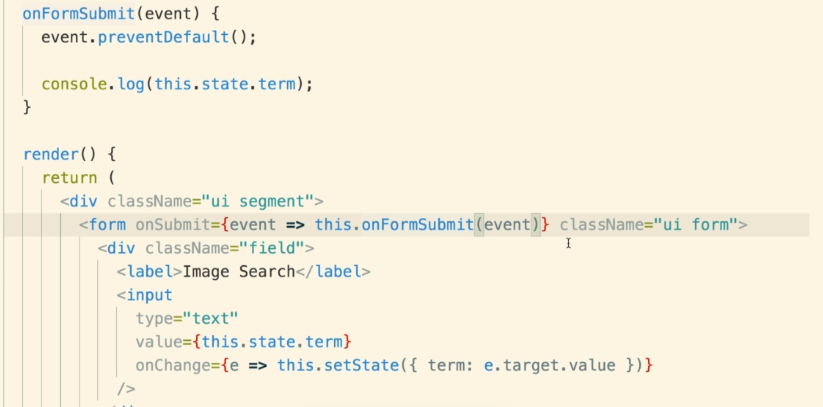 onFormSubmit(event) {
event.preventDefault();
console.log(this.state.term);
}
render() {
return (
<div className="ui segment">
<form onSubmit={event => this.onFormSubmit(event)} className="ui form">
<div className="field">
<label>Image Search</label>
<input
type="text"
value={this.state.term}
onChange={e => this.setState({ term: e.target.value })}
/>